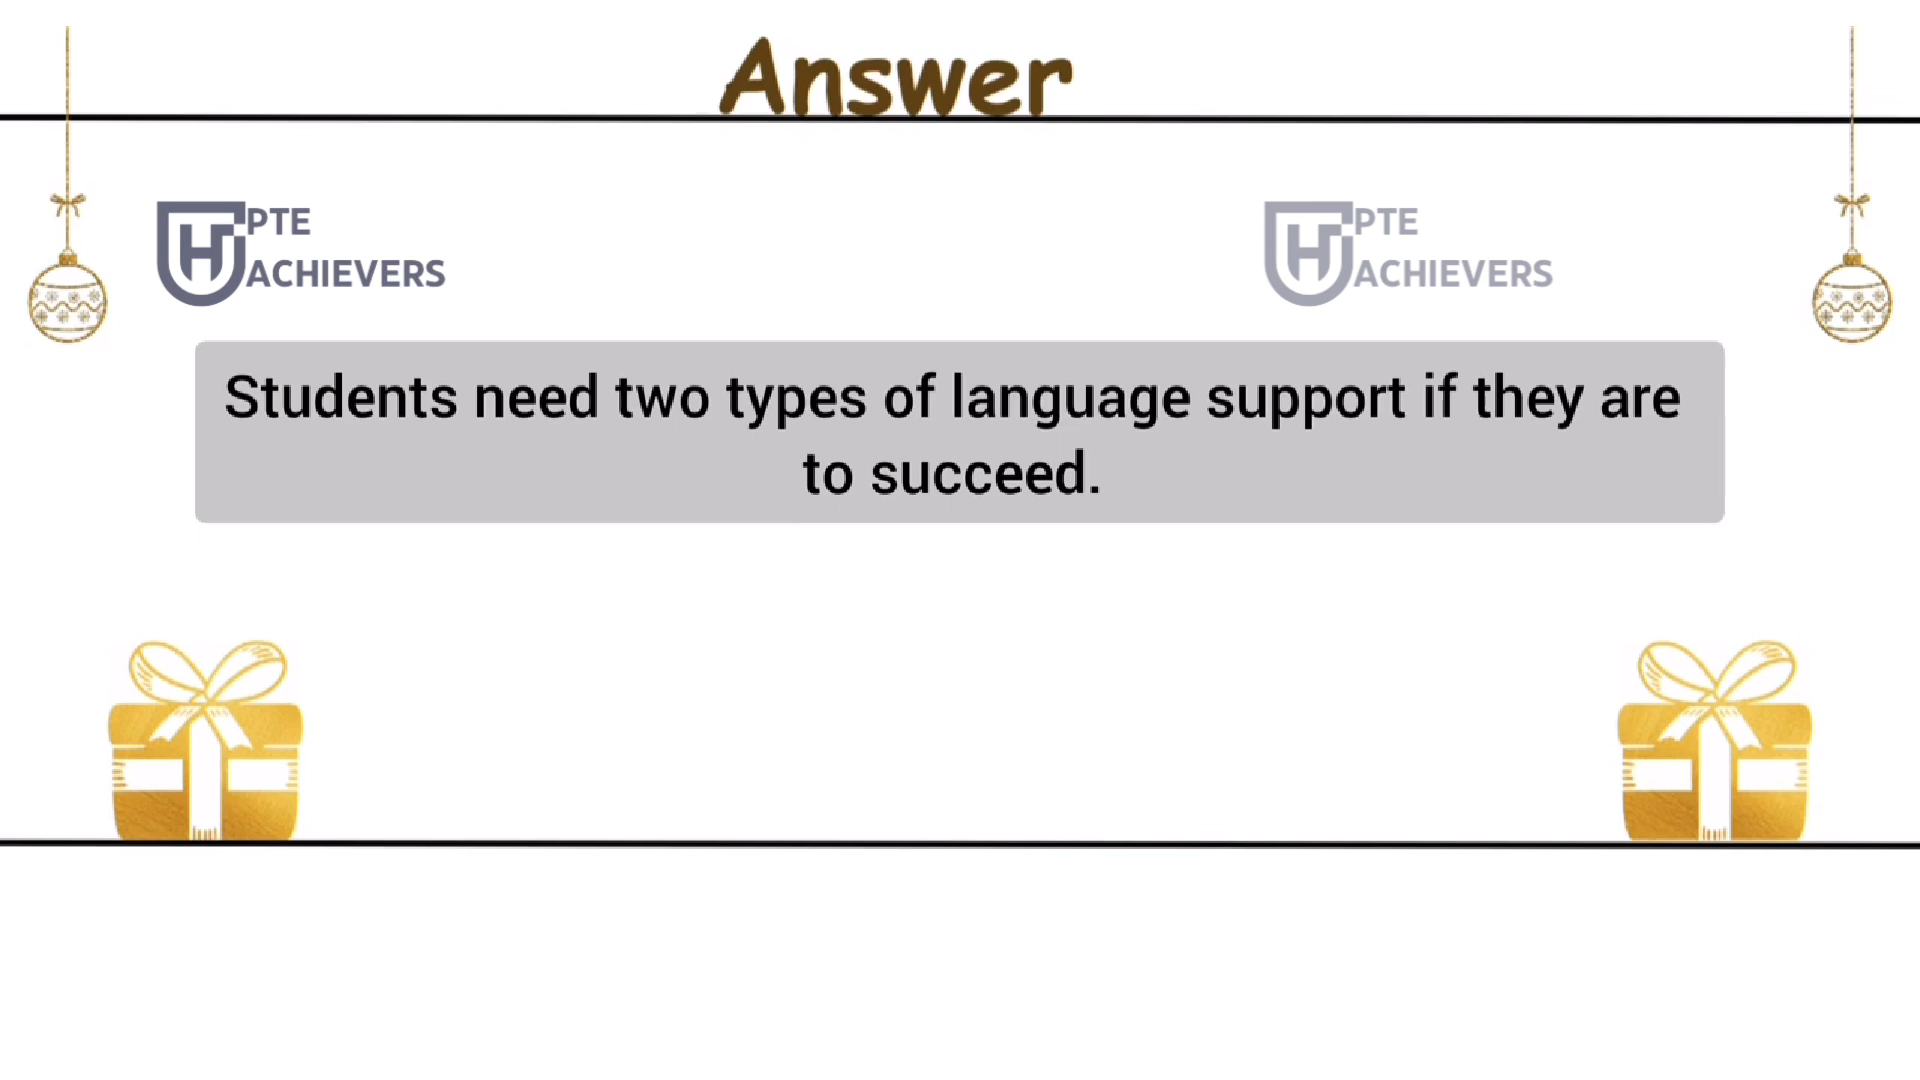 Answer
PTE
ACHIEVERS
PTE
ACHIEVERS
Students need two types of language support if they are
to succeed.